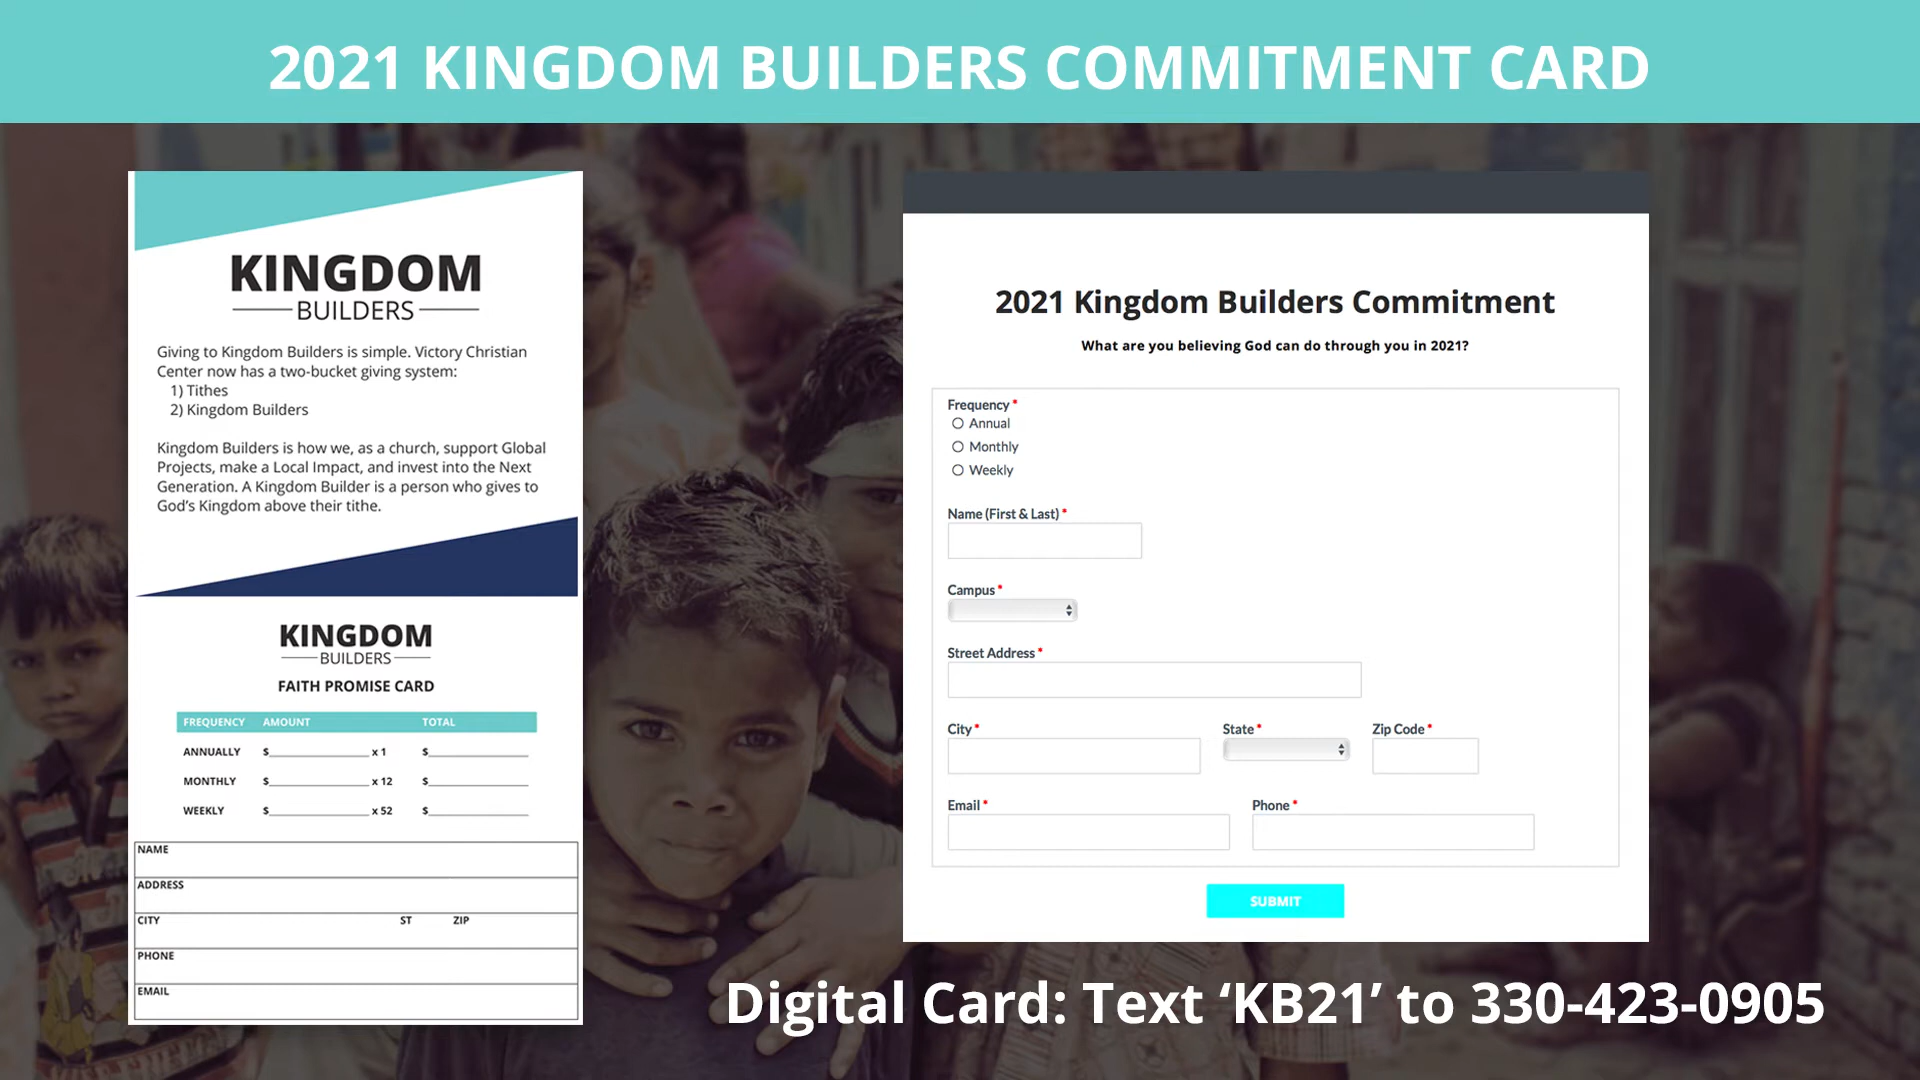 2021 KINGDOM BUILDERS COMMITMENT CARD
KINGDOM
BUILDERS
Giving to Kingdom Builders is simple. Victory Christian
Center now has a two-bucket giving system:
1) Tithes
2) Kingdom Builders
Kingdom Builders is how we, as a church, support Global
Projects, make a Local Impact, and invest into the Next
Generation. A Kingdom Builder is a person who gives to
God's Kingdom above their tithe.
KINGDOM
BUILDERS
FAITH PROMISE CARD
FREQUENCY AMOUNT TOTAL
ANNUALLY $__________________ x 1 $__________________
MONTHLY $__________________ x 12 $__________________
WEEKLY $__________________ x 52 $__________________
NAME
ADDRESS
CITY ST ZIP
PHONE
EMAIL
2021 Kingdom Builders Commitment
What are you believing God can do through you in 2021?
Frequency *
Annual
Monthly
Weekly
Name (First & Last) *
Campus *
Street Address *
City * State * Zip Code *
Email * Phone *
SUBMIT
Digital Card: Text ‘KB21’ to 330-423-0905